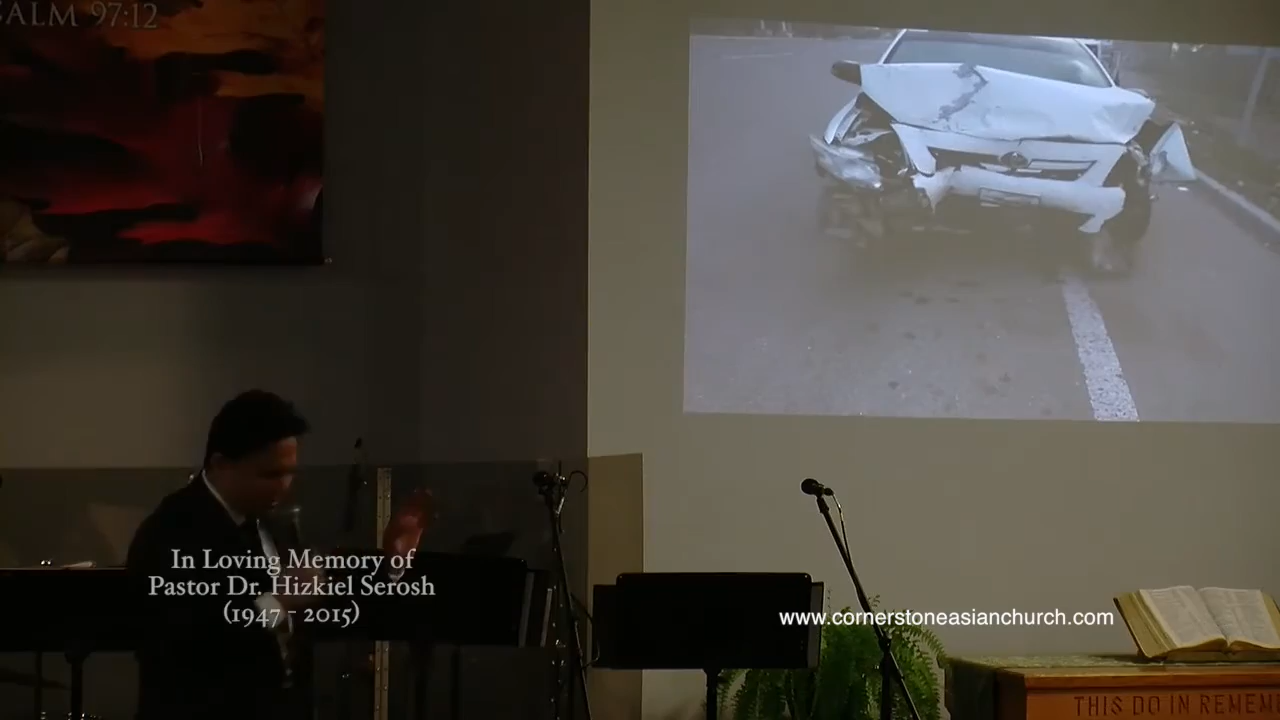 ALM 97:12
In Loving Memory of
Pastor Dr. Hizkiel Serosh
(1947 - 2015)
www.cornerstoneasianchurch.com
THIS DO IN REMEM